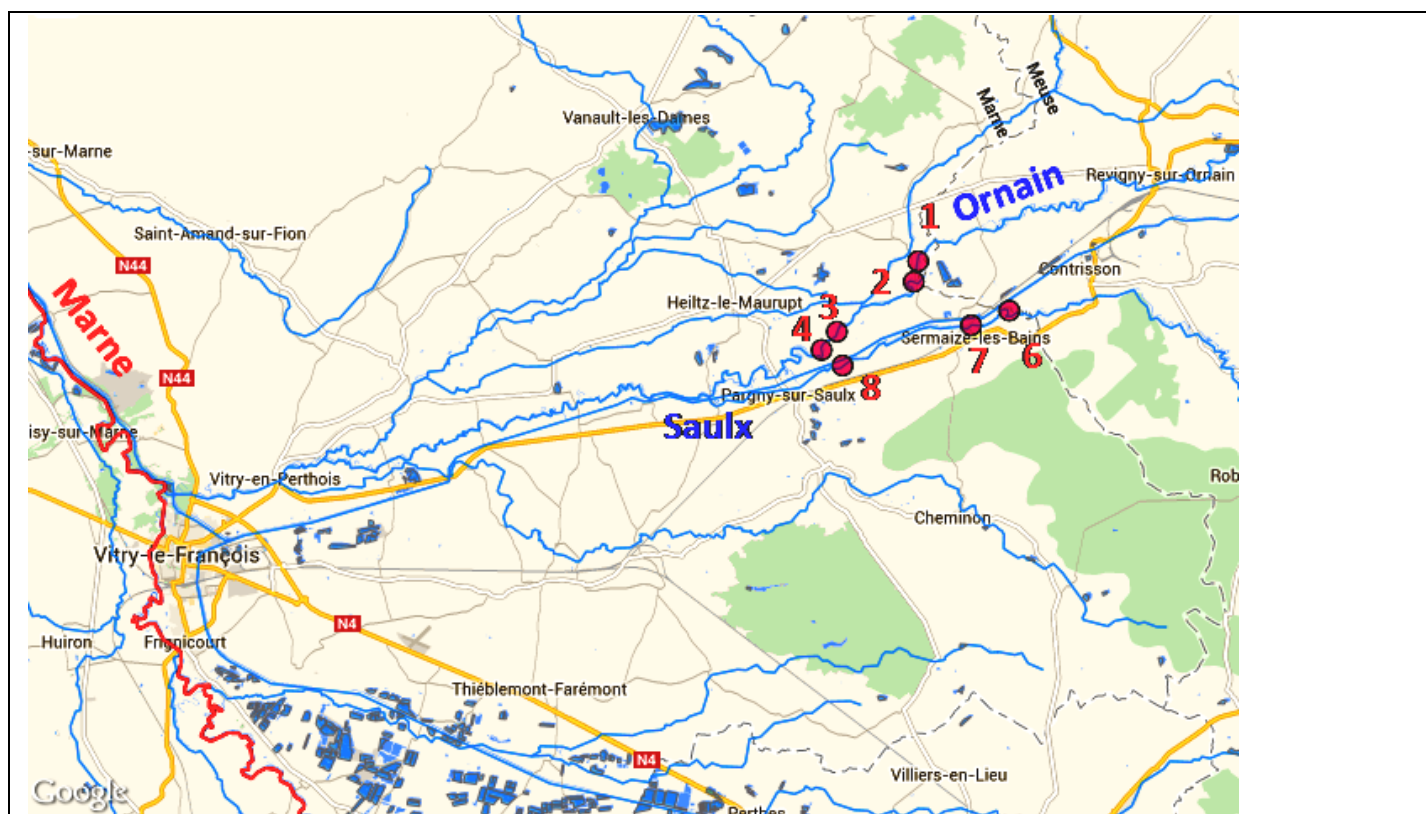 Vanault-les-Dames
Meuse
Marne
-sur-Marne
Revigny-sur-Ornain
Ornain
1
Saint-Amand-sur-Fion
N44
Contrisson
2
Marne
Heiltz-le-Maurupt
3
4
Sermaize-les-Bains
7
6
N44
8
Pargny-sur-Saulx
Saulx
isy-sur-Marne
Vitry-en-Perthois
Rob
Cheminon
Vitry-le-François
N4
Huiron
Frignicourt
Thiéblemont-Farémont
N4
Villiers-en-Lieu
Google
Perthes